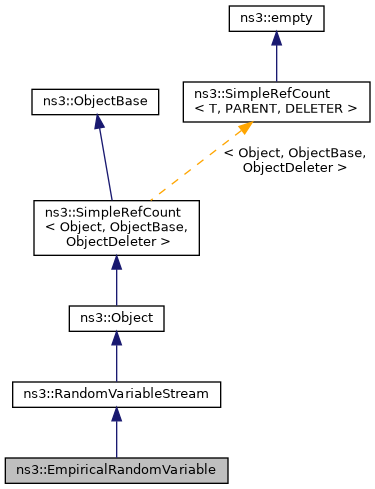 ns3::empty
ns3::ObjectBase
ns3::SimpleRefCount
< T, PARENT, DELETER >
< Object, ObjectBase,
ObjectDeleter >
ns3::SimpleRefCount
< Object, ObjectBase,
ObjectDeleter >
ns3::Object
ns3::RandomVariableStream
ns3::EmpiricalRandomVariable